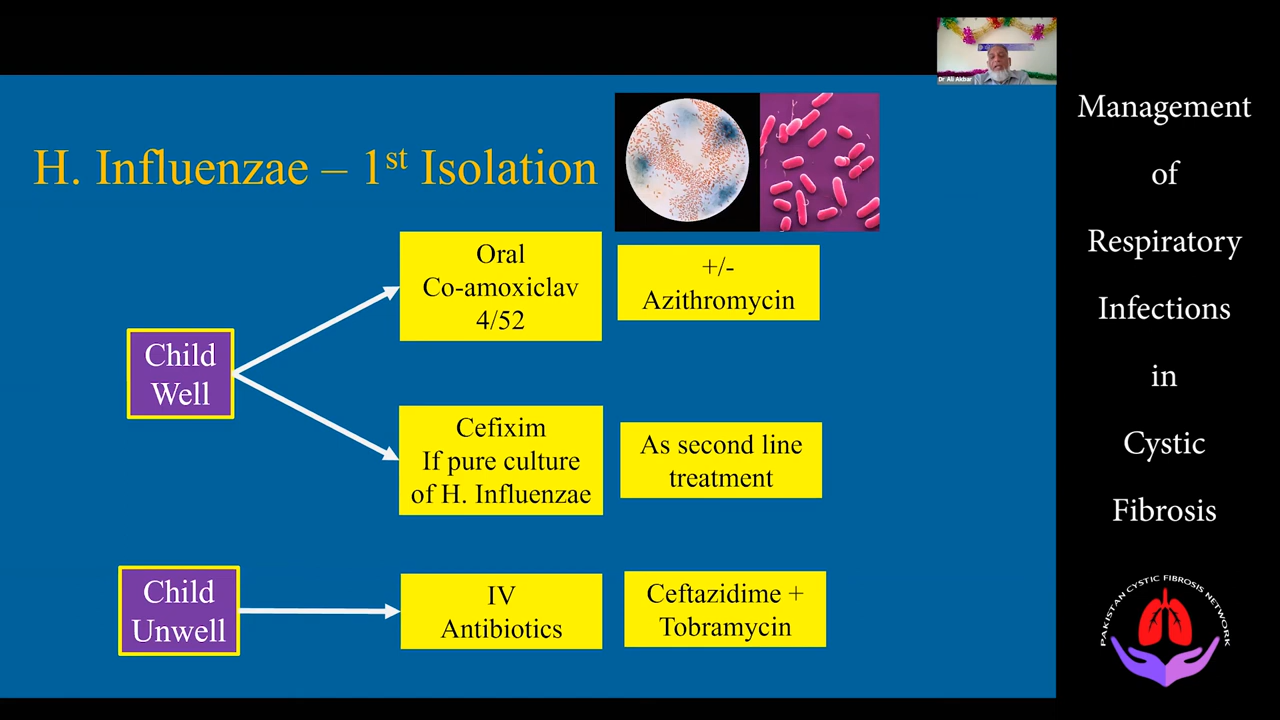 Dr Ali Akbar
H. Influenzae – 1st Isolation
Oral
Co-amoxiclav
4/52
+/-
Azithromycin
Child
Well
Cefixim
If pure culture
of H. Influenzae
As second line
treatment
Child
Unwell
IV
Antibiotics
Ceftazidime +
Tobramycin
Management
of
Respiratory
Infections
in
Cystic
Fibrosis
PAKISTAN CYSTIC FIBROSIS NETWORK